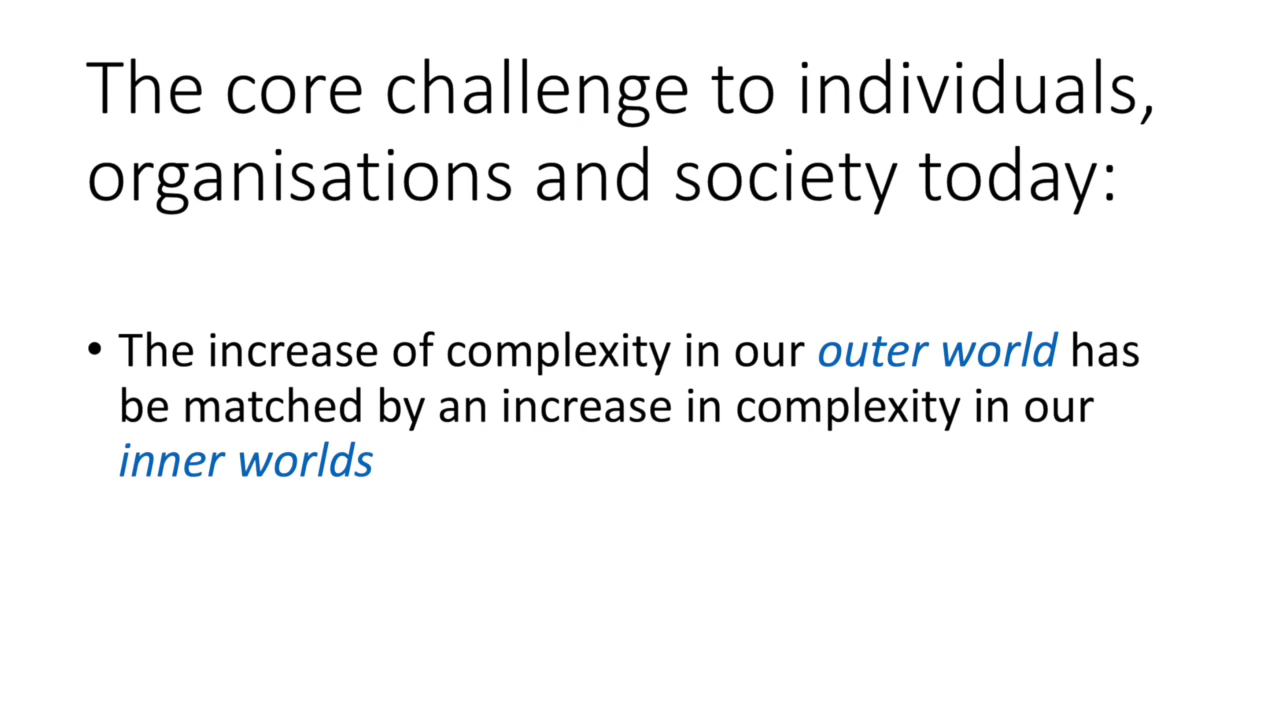 The core challenge to individuals,
organisations and society today:
• The increase of complexity in our outer world has
be matched by an increase in complexity in our
inner worlds